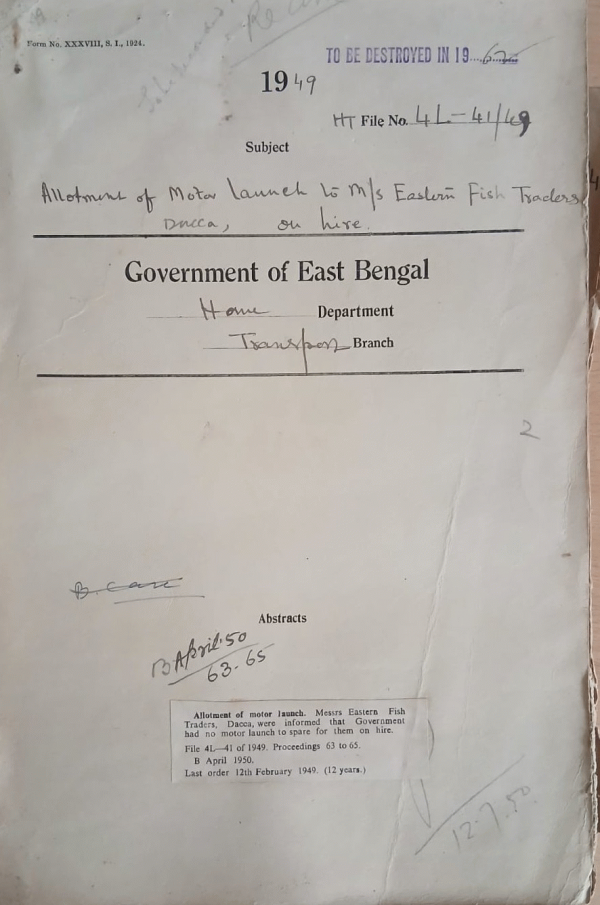 Form No. XXXVIII, S. I., 1924.
TO BE DESTROYED IN 19...62
1949
HT File No. 4L-41/49
Subject
Allotment of Motor launch to M/s Eastern Fish Traders
Dacca, on hire.
Government of East Bengal
Home Department
Transport Branch
2
B. Case
Abstracts
B April. 50
63-65
Allotment of motor launch. Messrs Eastern Fish
Traders, Dacca, were informed that Government
had no motor launch to spare for them on hire.
File 4L—41 of 1949. Proceedings 63 to 65.
B April 1950.
Last order 12th February 1949. (12 years.)
12.7.50